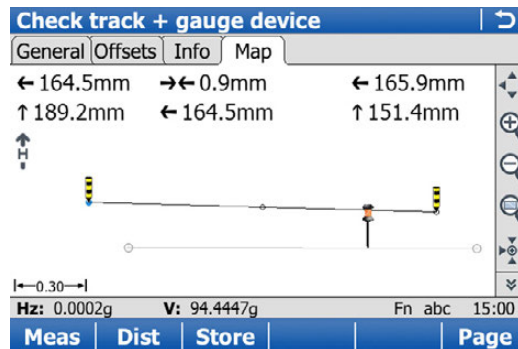 Check track + gauge device
General Offsets Info Map
←164.5mm →←0.9mm ←165.9mm
↑189.2mm ←164.5mm ↑151.4mm
H
0.30
Hz: 0.0002g V: 94.4447g Fn abc 15:00
Meas Dist Store Page